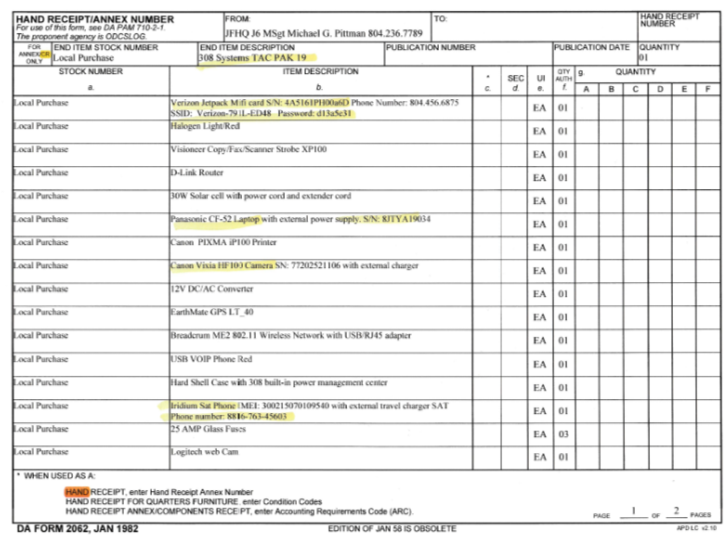 HAND RECEIPT/ANNEX NUMBER
For use of this form, see DA PAM 710-2-1.
The proponent agency is ODCSLOG.
FROM:
JFHQ J6 MSgt Michael G. Pittman 804.236.7789
TO:
HAND RECEIPT NUMBER
FOR ANNEX/CR ONLY
END ITEM STOCK NUMBER
Local Purchase
END ITEM DESCRIPTION
308 Systems TAC PAK 19
PUBLICATION NUMBER
PUBLICATION DATE
QUANTITY
01
STOCK NUMBER
a.
ITEM DESCRIPTION
b.
*
c.
SEC
d.
UI
e.
QTY AUTH
f.
g. QUANTITY
A B C D E F
Local Purchase Verizon Jetpack Mifi card S/N: 4A5161PH00a6D Phone Number: 804.456.6875 EA 01
SSID: Verizon-791L-ED48 Password: d13a5e31
Local Purchase Halogen Light/Red EA 01
Local Purchase Visioneer Copy/Fax/Scanner Strobe XP100 EA 01
Local Purchase D-Link Router EA 01
Local Purchase 30W Solar cell with power cord and extender cord EA 01
Local Purchase Panasonic CF-52 Laptop with external power supply. S/N: 8JTYA19034 EA 01
Local Purchase Canon PIXMA iP100 Printer EA 01
Local Purchase Canon Vixia HF100 Camera SN: 77202521106 with external charger EA 01
Local Purchase 12V DC/AC Converter EA 01
Local Purchase EarthMate GPS LT_40 EA 01
Local Purchase Breadcrum ME2 802.11 Wireless Network with USB/RJ45 adapter EA 01
Local Purchase USB VOIP Phone Red EA 01
Local Purchase Hard Shell Case with 308 built-in power management center EA 01
Local Purchase Iridium Sat Phone IMEI: 300215070109540 with external travel charger SAT EA 01
Phone number: 8816-763-45603
Local Purchase 25 AMP Glass Fuses EA 03
Local Purchase Logitech web Cam EA 01
* WHEN USED AS A:
HAND RECEIPT, enter Hand Receipt Annex Number
HAND RECEIPT FOR QUARTERS FURNITURE, enter Condition Codes
HAND RECEIPT ANNEX/COMPONENTS RECEIPT, enter Accounting Requirements Code (ARC).
PAGE 1 OF 2 PAGES
DA FORM 2062, JAN 1982
EDITION OF JAN 58 IS OBSOLETE
APD LC v2.10